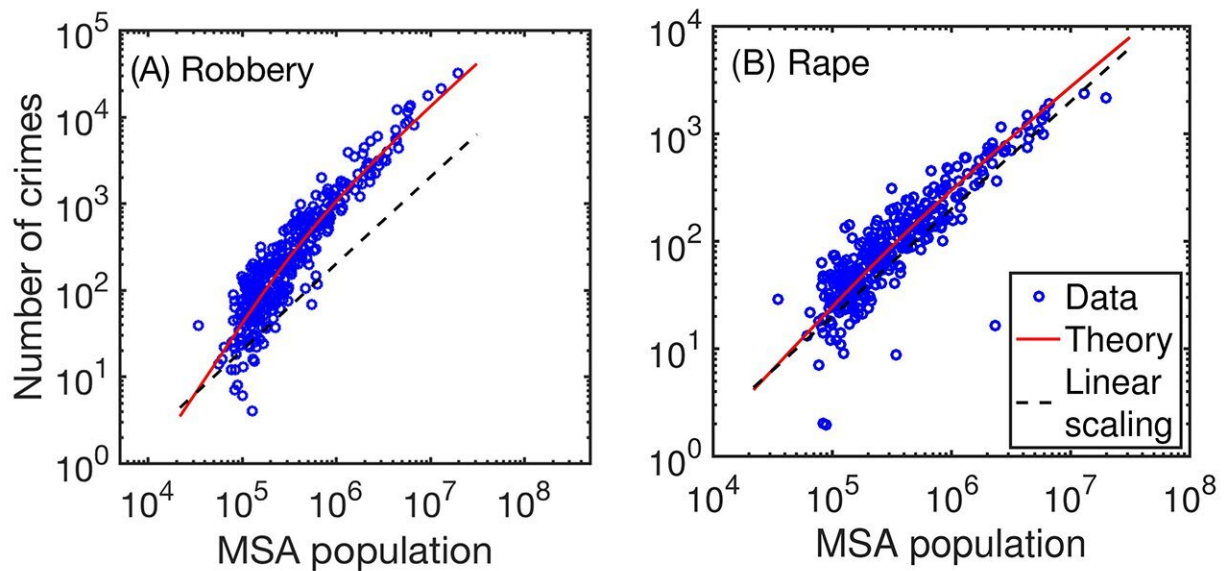 (A) Robbery
Number of crimes
10^5
10^4
10^3
10^2
10^1
10^0
10^4 10^5 10^6 10^7 10^8
MSA population
(B) Rape
10^4
10^3
10^2
10^1
10^0
10^4 10^5 10^6 10^7 10^8
MSA population
Data
Theory
Linear
scaling